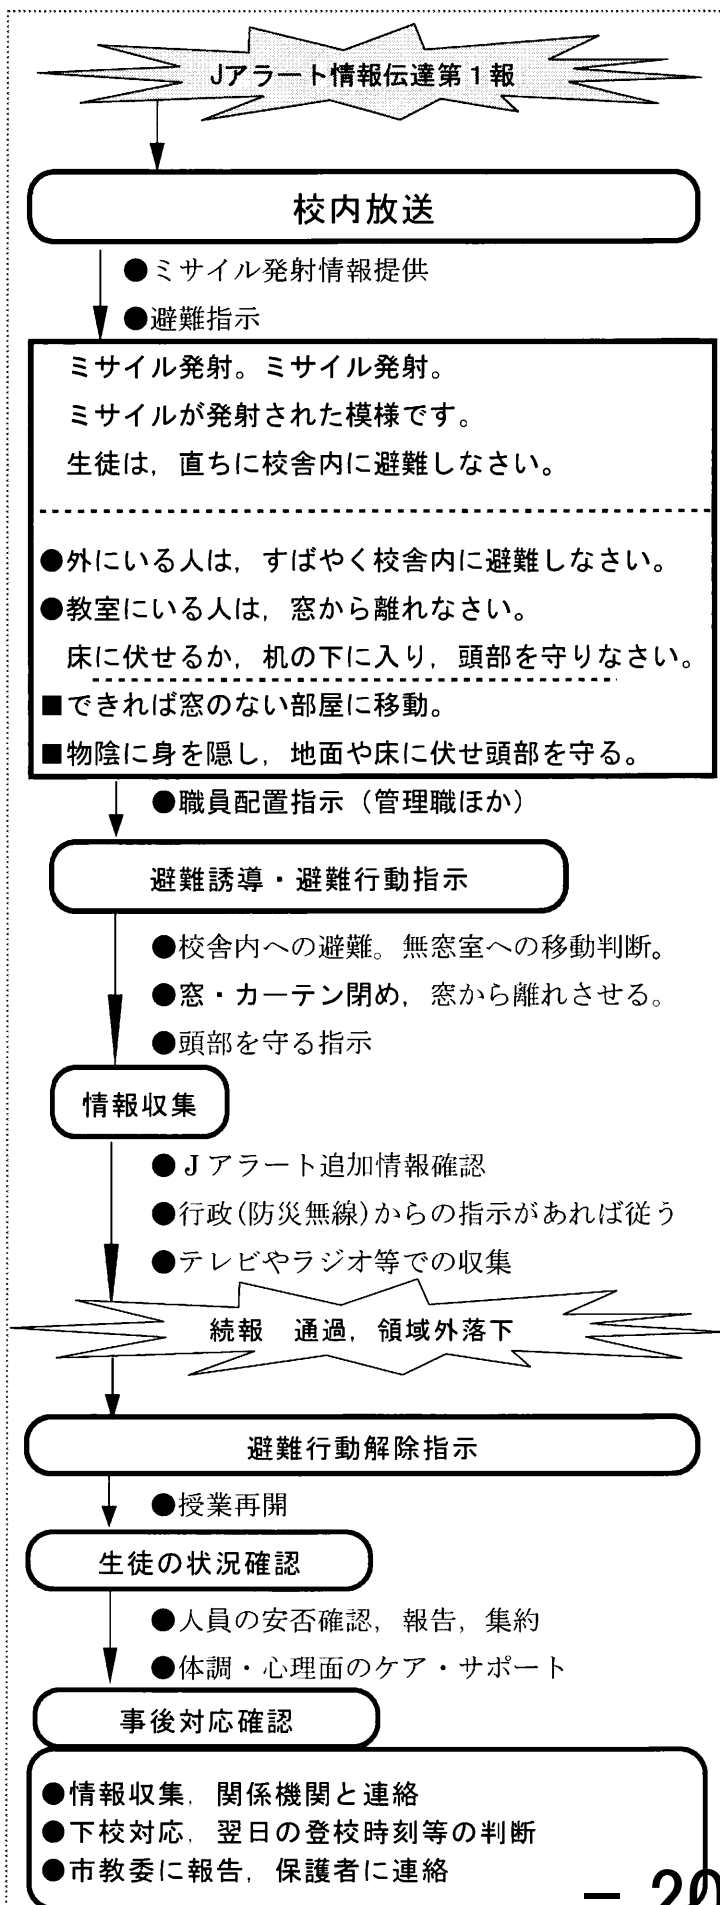 Jアラート情報伝達第1報
校内放送
●ミサイル発射情報提供
●避難指示
ミサイル発射。ミサイル発射。
ミサイルが発射された模様です。
生徒は，直ちに校舎内に避難しなさい。
●外にいる人は，すばやく校舎内に避難しなさい。
●教室にいる人は，窓から離れなさい。
床に伏せるか，机の下に入り，頭部を守りなさい。
■できれば窓のない部屋に移動。
■物陰に身を隠し，地面や床に伏せ頭部を守る。
●職員配置指示（管理職ほか）
避難誘導・避難行動指示
●校舎内への避難。無窓室への移動判断。
●窓・カーテン閉め，窓から離れさせる。
●頭部を守る指示
情報収集
●Jアラート追加情報確認
●行政(防災無線)からの指示があれば従う
●テレビやラジオ等での収集
続報　通過，領域外落下
避難行動解除指示
●授業再開
生徒の状況確認
●人員の安否確認，報告，集約
●体調・心理面のケア・サポート
事後対応確認
●情報収集，関係機関と連絡
●下校対応，翌日の登校時刻等の判断
●市教委に報告，保護者に連絡
- 20